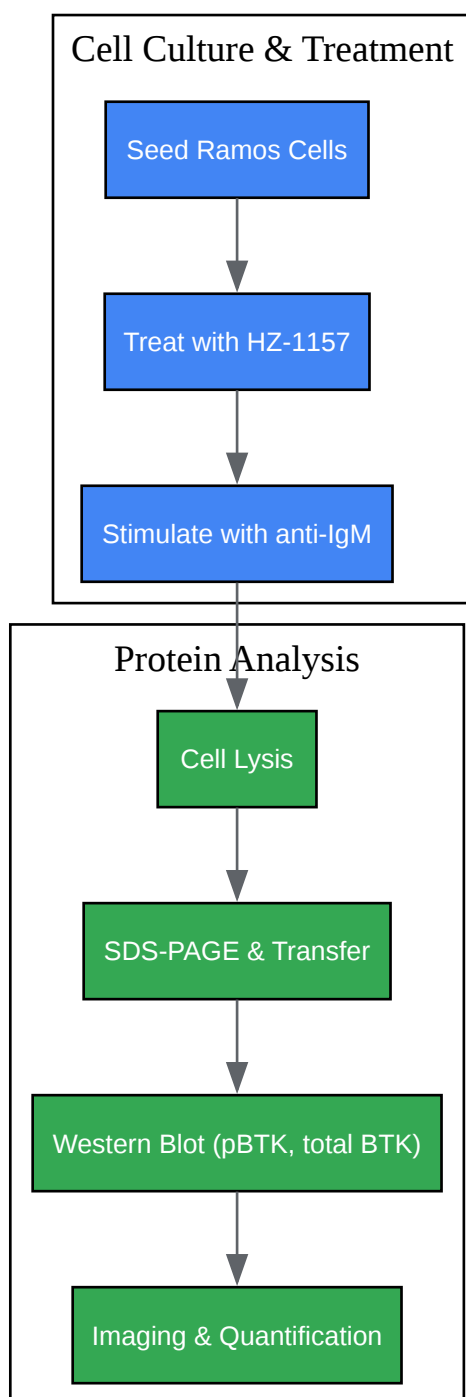 Cell Culture & Treatment
Seed Ramos Cells
Treat with HZ-1157
Stimulate with anti-IgM
Protein Analysis
Cell Lysis
SDS-PAGE & Transfer
Western Blot (pBTK, total BTK)
Imaging & Quantification